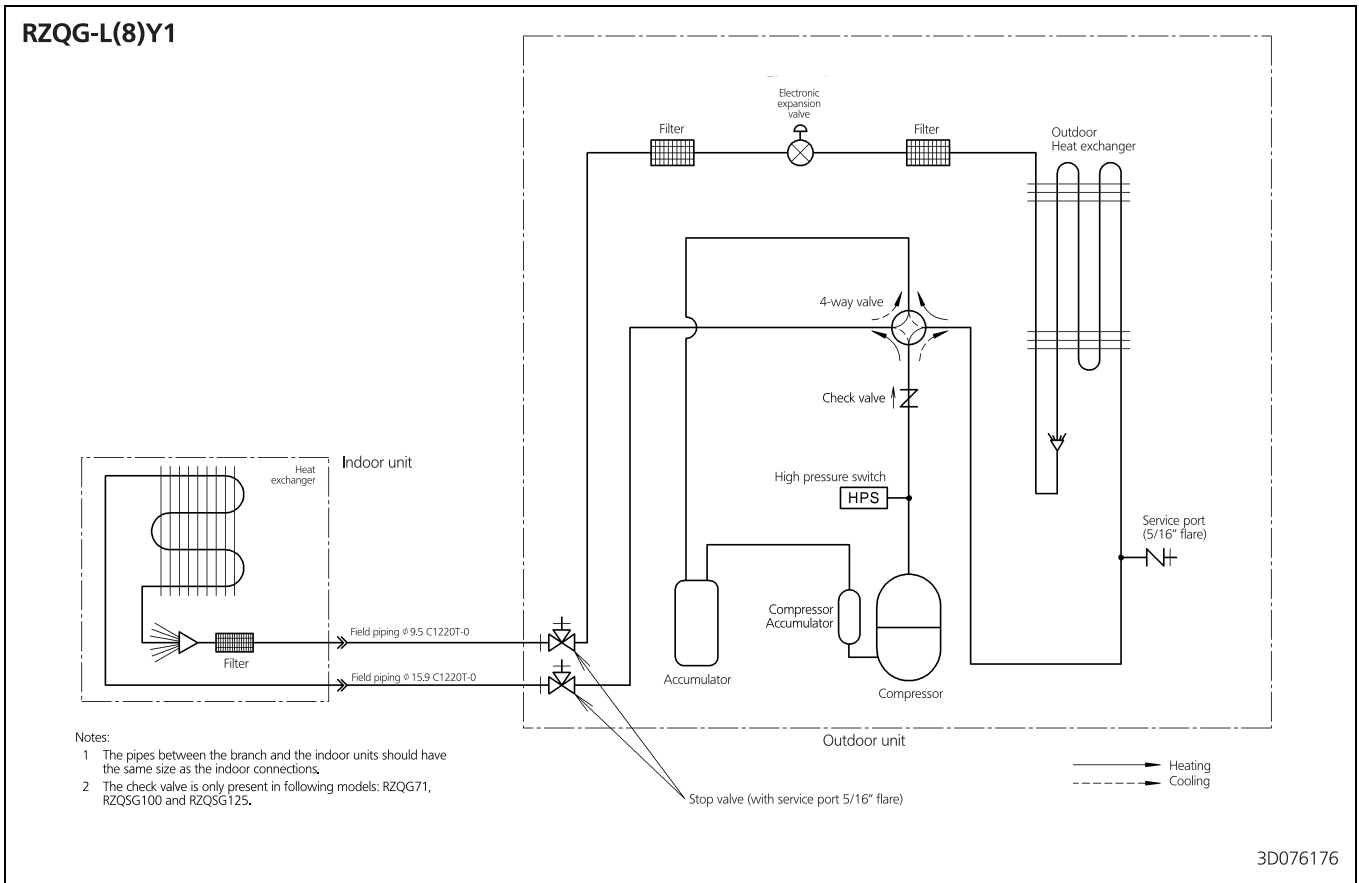 RZQG-L(8)Y1
Electronic
expansion
valve
Filter
Filter
Outdoor
Heat exchanger
4-way valve
Check valve
High pressure switch
HPS
Service port
(5/16" flare)
Indoor unit
Heat
exchanger
Filter
Field piping ø 9.5 C1220T-0
Field piping ø 15.9 C1220T-0
Accumulator
Compressor
Accumulator
Compressor
Outdoor unit
Stop valve (with service port 5/16" flare)
Notes:
1 The pipes between the branch and the indoor units should have
the same size as the indoor connections.
2 The check valve is only present in following models: RZQG71,
RZQSG100 and RZQSG125.
Heating
Cooling
3D076176